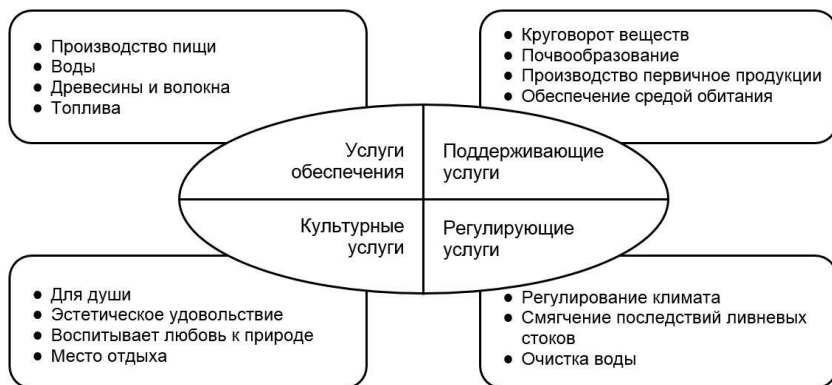 ● Производство пищи
● Воды
● Древесины и волокна
● Топлива
● Круговорот веществ
● Почвообразование
● Производство первичное продукции
● Обеспечение средой обитания
Услуги
обеспечения
Поддерживающие
услуги
Культурные
услуги
Регулирующие
услуги
● Для души
● Эстетическое удовольствие
● Воспитывает любовь к природе
● Место отдыха
● Регулирование климата
● Смягчение последствий ливневых
стоков
● Очистка воды